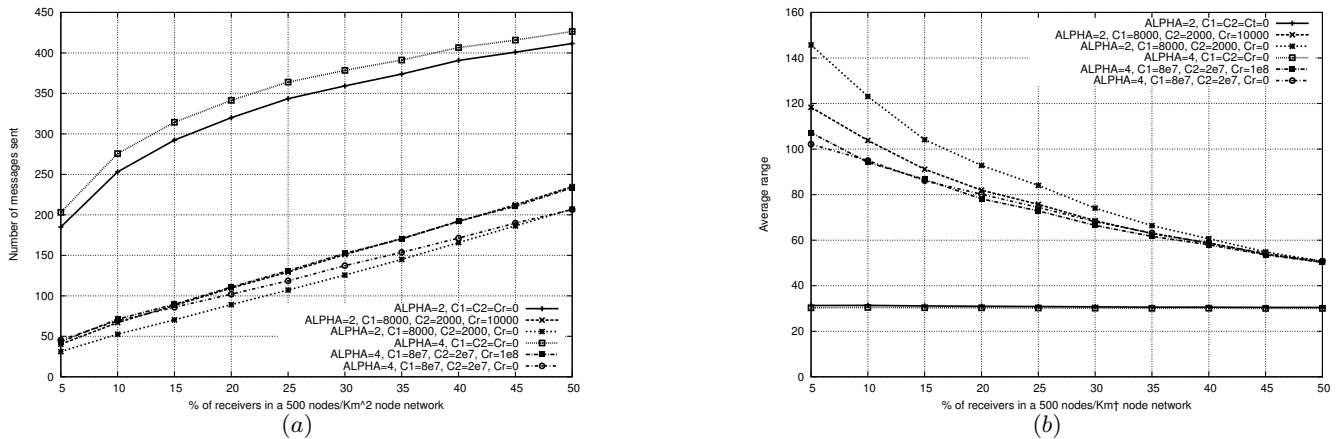 450
400
350
300
250
200
150
100
50
0
Number of messages sent
ALPHA=2, C1=C2=Cr=0
ALPHA=2, C1=8000, C2=2000, Cr=10000
ALPHA=2, C1=8000, C2=2000, Cr=0
ALPHA=4, C1=C2=Cr=0
ALPHA=4, C1=8e7, C2=2e7, Cr=1e8
ALPHA=4, C1=8e7, C2=2e7, Cr=0
5 10 15 20 25 30 35 40 45 50
% of receivers in a 500 nodes/Km^2 node network
(a)
160
140
120
100
80
60
40
20
0
Average range
ALPHA=2, C1=C2=Ct=0
ALPHA=2, C1=8000, C2=2000, Cr=10000
ALPHA=2, C1=8000, C2=2000, Cr=0
ALPHA=4, C1=C2=Cr=0
ALPHA=4, C1=8e7, C2=2e7, Cr=1e8
ALPHA=4, C1=8e7, C2=2e7, Cr=0
5 10 15 20 25 30 35 40 45 50
% of receivers in a 500 nodes/Km† node network
(b)